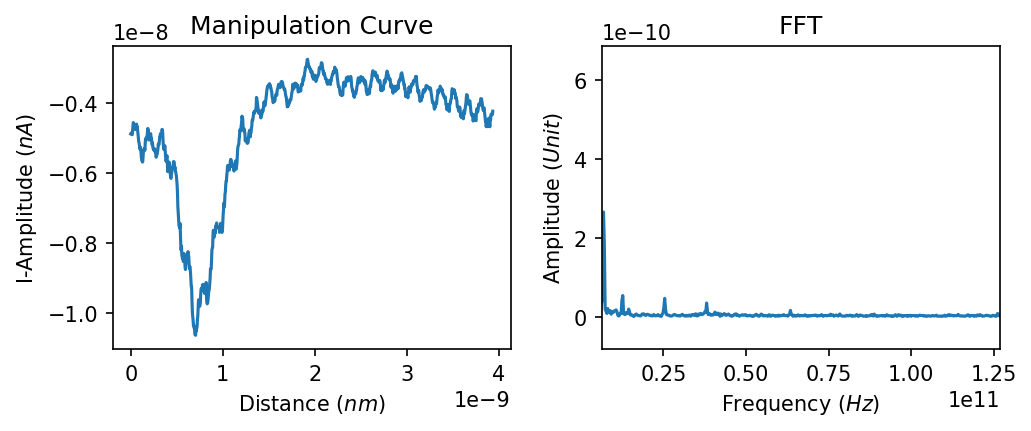 Manipulation Curve
1e−8
−0.4
−0.6
−0.8
−1.0
I-Amplitude (nA)
0
1
2
3
4
1e−9
Distance (nm)
FFT
1e−10
6
4
2
0
Amplitude (Unit)
0.25
0.50
0.75
1.00
1.25
1e11
Frequency (Hz)